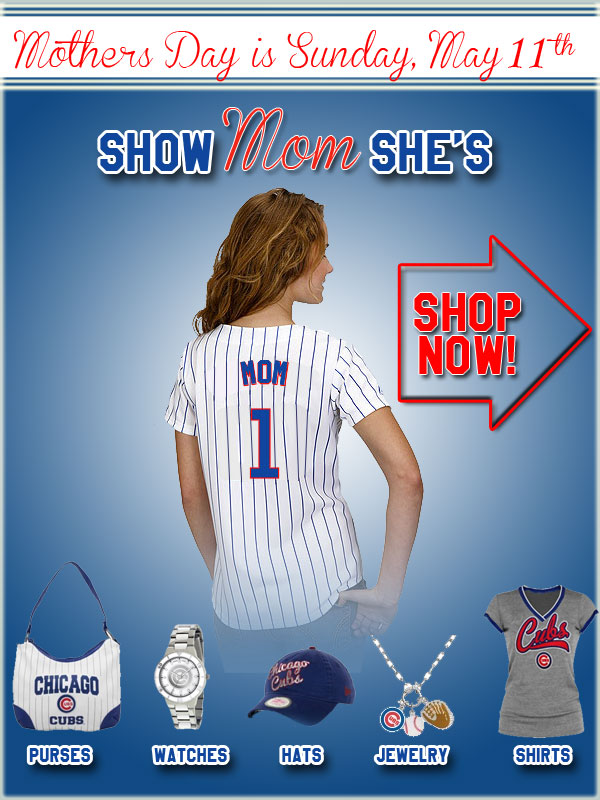 Mothers Day is Sunday, May 11th
SHOW Mom SHE'S
MOM
1
SHOP
NOW!
CHICAGO
CUBS
Chicago
Cubs
Cubs
PURSES WATCHES HATS JEWELRY SHIRTS